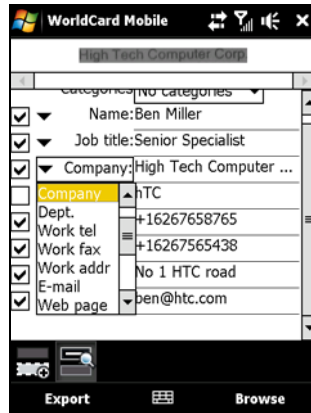 WorldCard Mobile
High Tech Computer Corp.
Categories No categories
Name: Ben Miller
Job title: Senior Specialist
Company: High Tech Computer ...
Company hTC
Dept.
Work tel +16267658765
Work fax +16267565438
Work addr No 1 HTC road
E-mail
Web page ben@htc.com
Export Browse